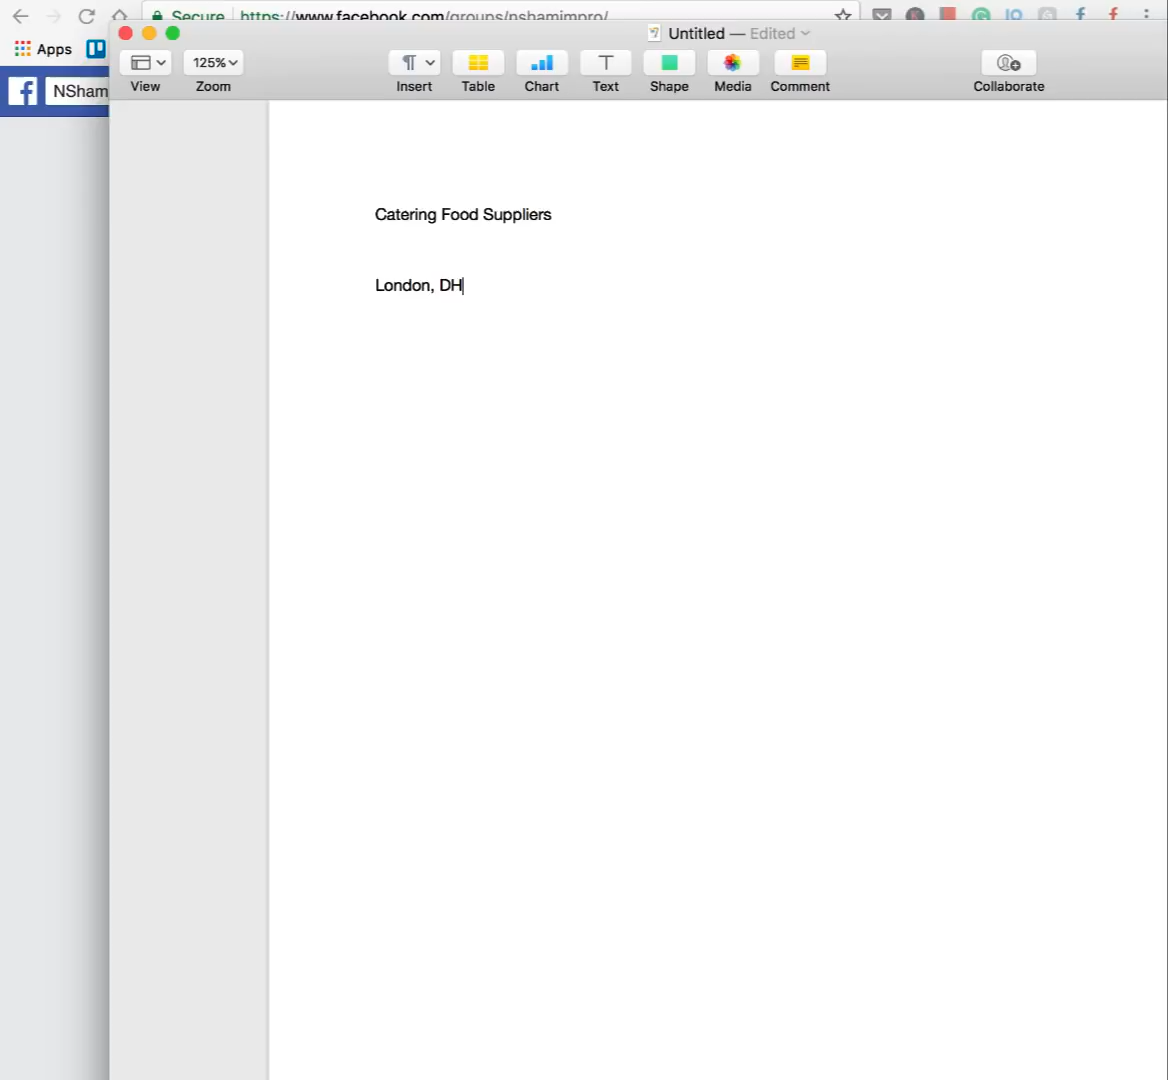 Secure https://www.facebook.com/groups/nshamimpro/
Untitled — Edited
Apps
125%
View Zoom Insert Table Chart Text Shape Media Comment Collaborate
NSham
Catering Food Suppliers
London, DH